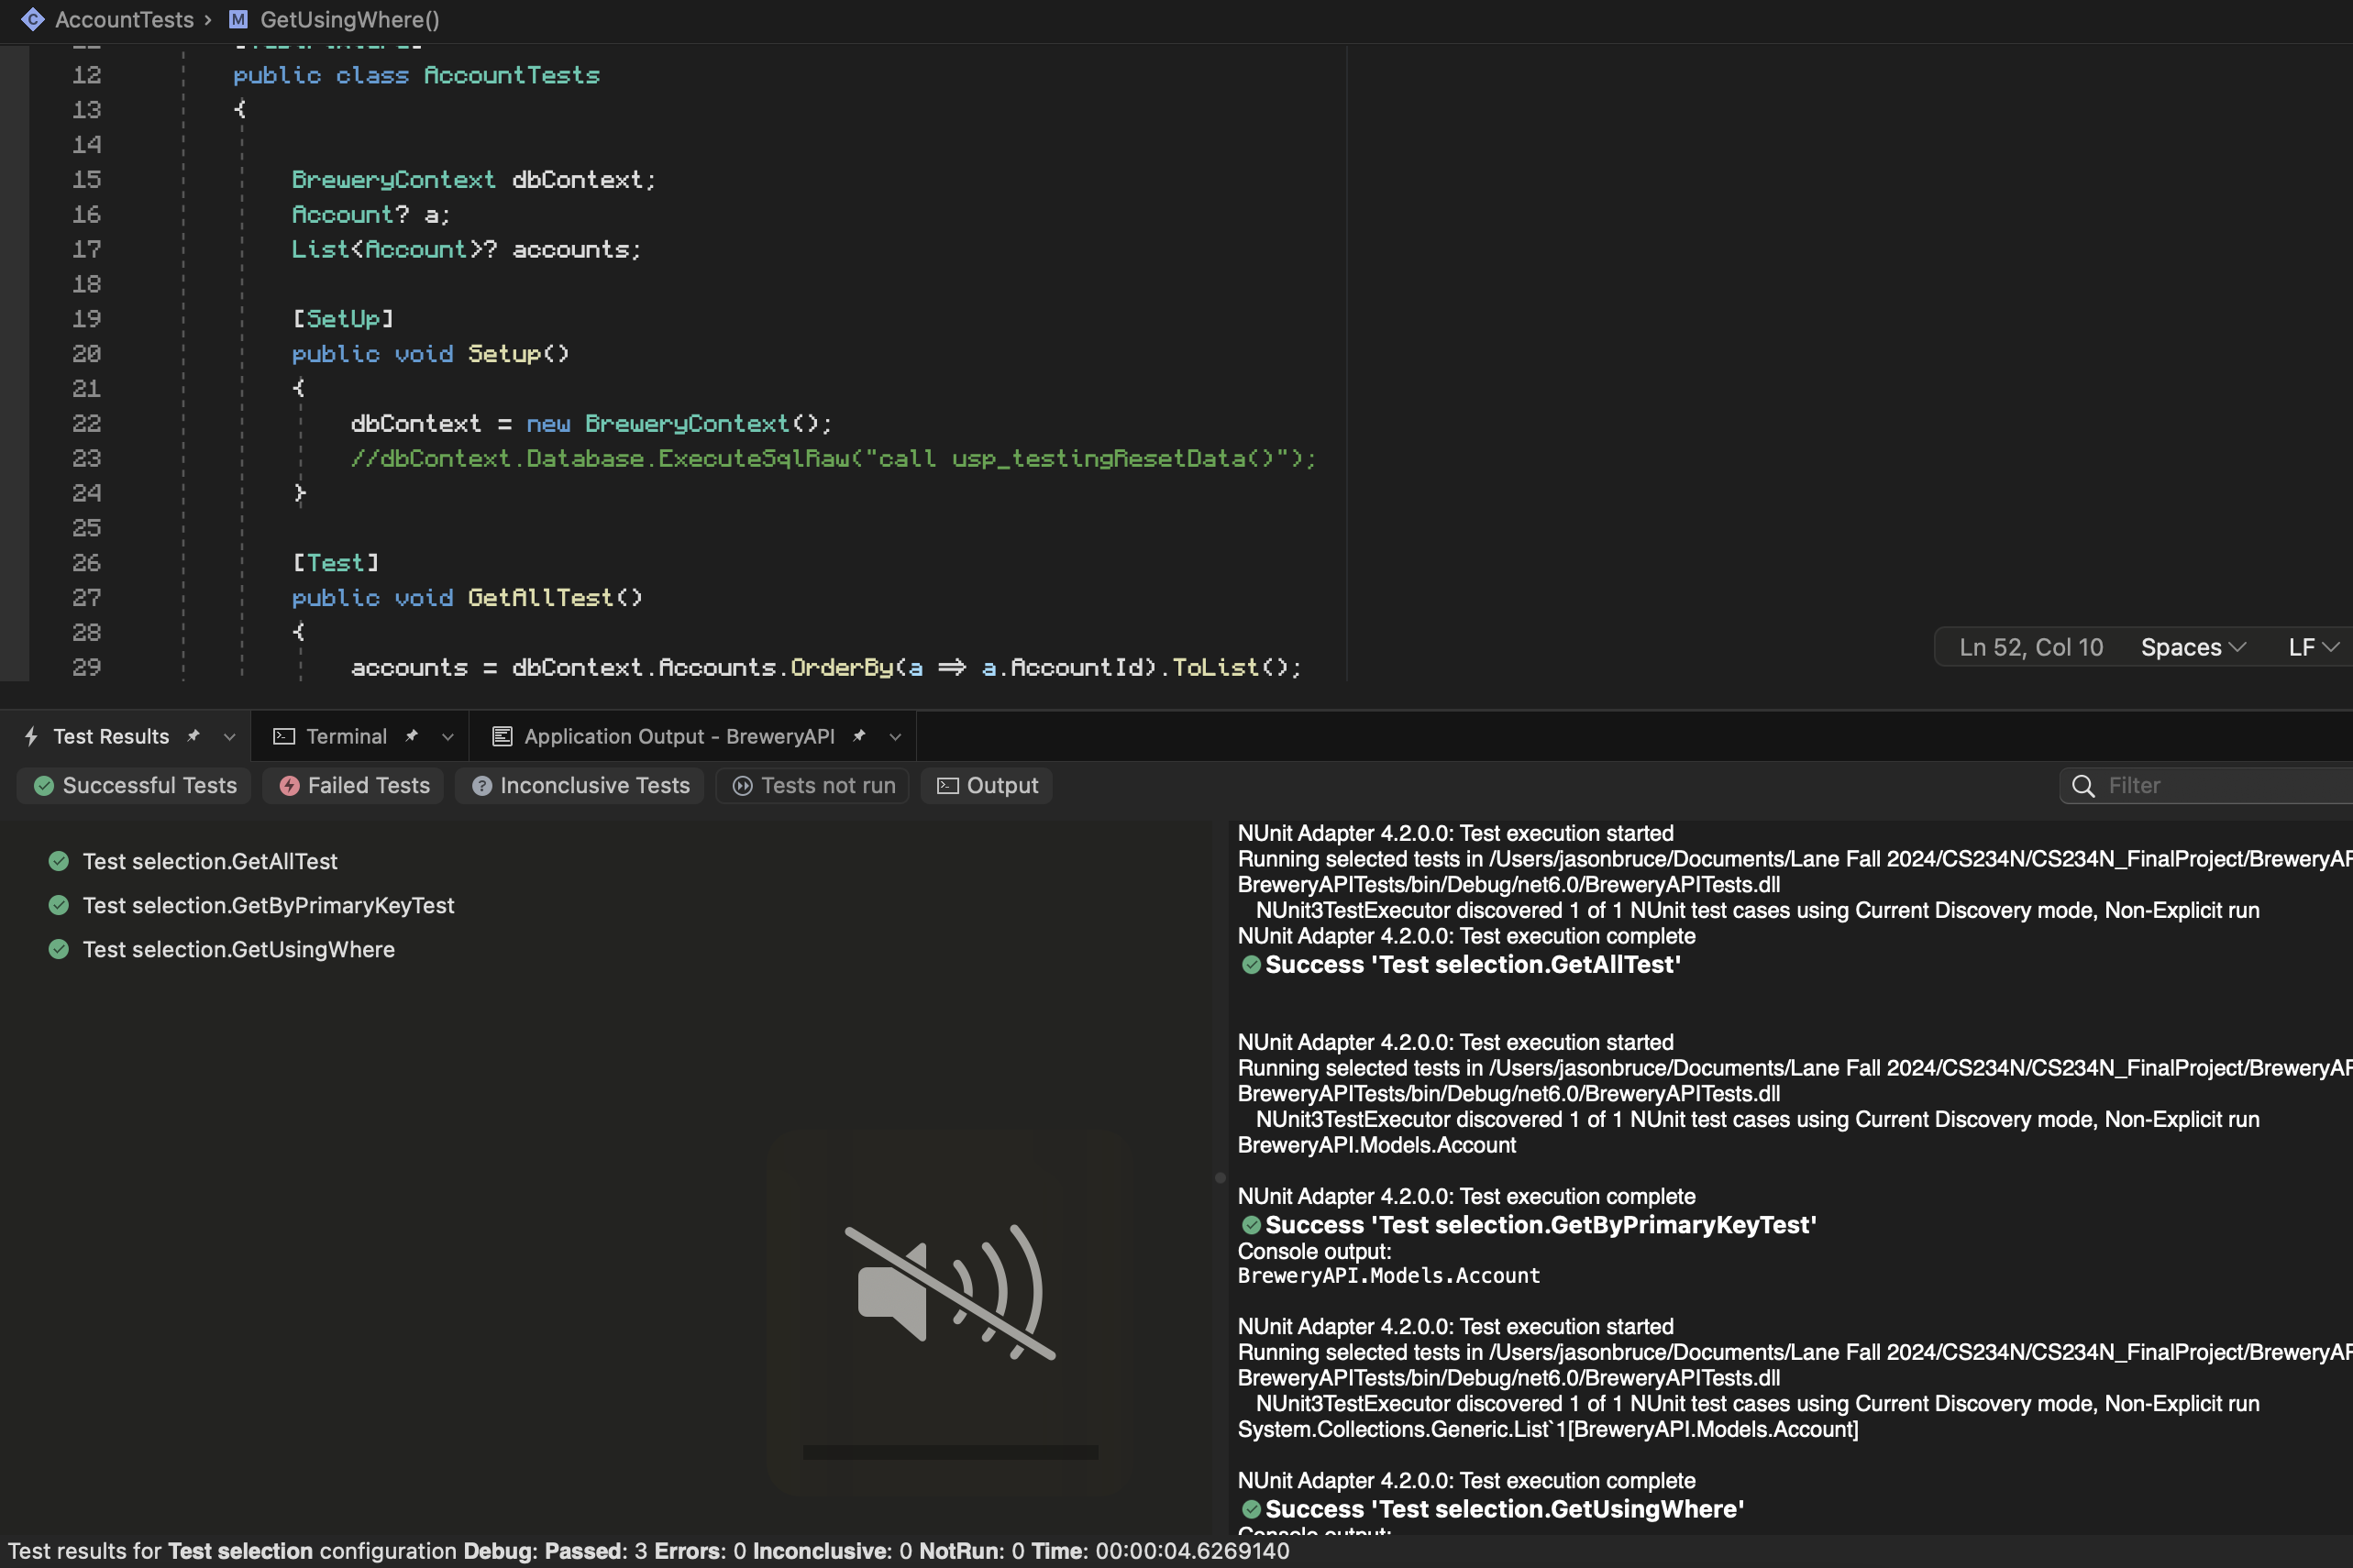 AccountTests › M GetUsingWhere()
12 public class AccountTests
13 {
14
15 BreweryContext dbContext;
16 Account? a;
17 List<Account>? accounts;
18
19 [SetUp]
20 public void Setup()
21 {
22 dbContext = new BreweryContext();
23 //dbContext.Database.ExecuteSqlRaw("call usp_testingResetData()");
24 }
25
26 [Test]
27 public void GetAllTest()
28 {
29 accounts = dbContext.Accounts.OrderBy(a => a.AccountId).ToList();
Ln 52, Col 10 Spaces LF
Test Results Terminal Application Output - BreweryAPI
Successful Tests Failed Tests Inconclusive Tests Tests not run Output Filter
Test selection.GetAllTest
Test selection.GetByPrimaryKeyTest
Test selection.GetUsingWhere
NUnit Adapter 4.2.0.0: Test execution started
Running selected tests in /Users/jasonbruce/Documents/Lane Fall 2024/CS234N/CS234N_FinalProject/BreweryAP
BreweryAPITests/bin/Debug/net6.0/BreweryAPITests.dll
NUnit3TestExecutor discovered 1 of 1 NUnit test cases using Current Discovery mode, Non-Explicit run
NUnit Adapter 4.2.0.0: Test execution complete
Success 'Test selection.GetAllTest'
NUnit Adapter 4.2.0.0: Test execution started
Running selected tests in /Users/jasonbruce/Documents/Lane Fall 2024/CS234N/CS234N_FinalProject/BreweryAP
BreweryAPITests/bin/Debug/net6.0/BreweryAPITests.dll
NUnit3TestExecutor discovered 1 of 1 NUnit test cases using Current Discovery mode, Non-Explicit run
BreweryAPI.Models.Account
NUnit Adapter 4.2.0.0: Test execution complete
Success 'Test selection.GetByPrimaryKeyTest'
Console output:
BreweryAPI.Models.Account
NUnit Adapter 4.2.0.0: Test execution started
Running selected tests in /Users/jasonbruce/Documents/Lane Fall 2024/CS234N/CS234N_FinalProject/BreweryAP
BreweryAPITests/bin/Debug/net6.0/BreweryAPITests.dll
NUnit3TestExecutor discovered 1 of 1 NUnit test cases using Current Discovery mode, Non-Explicit run
System.Collections.Generic.List`1[BreweryAPI.Models.Account]
NUnit Adapter 4.2.0.0: Test execution complete
Success 'Test selection.GetUsingWhere'
Console output:
Test results for Test selection configuration Debug: Passed: 3 Errors: 0 Inconclusive: 0 NotRun: 0 Time: 00:00:04.6269140